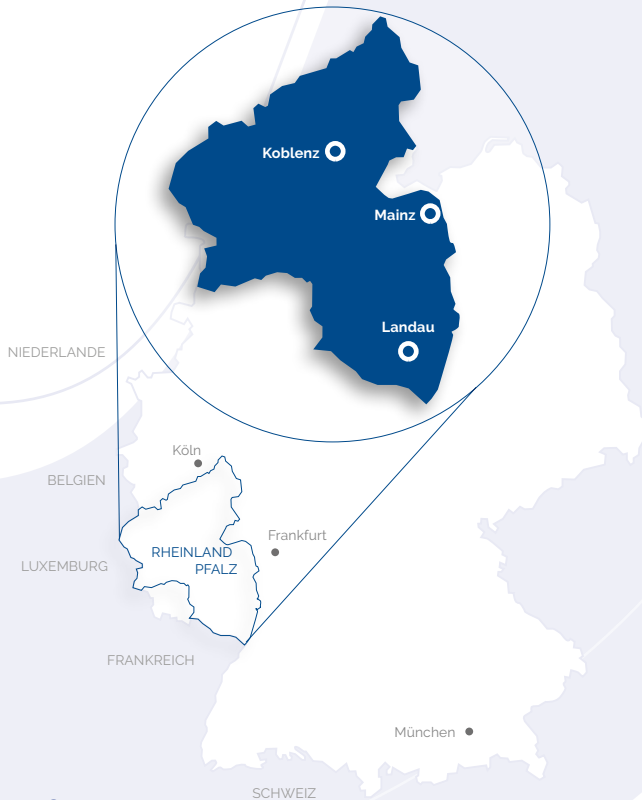 Koblenz
Mainz
Landau
NIEDERLANDE
Köln
BELGIEN
Frankfurt
RHEINLAND
PFALZ
LUXEMBURG
FRANKREICH
München
SCHWEIZ